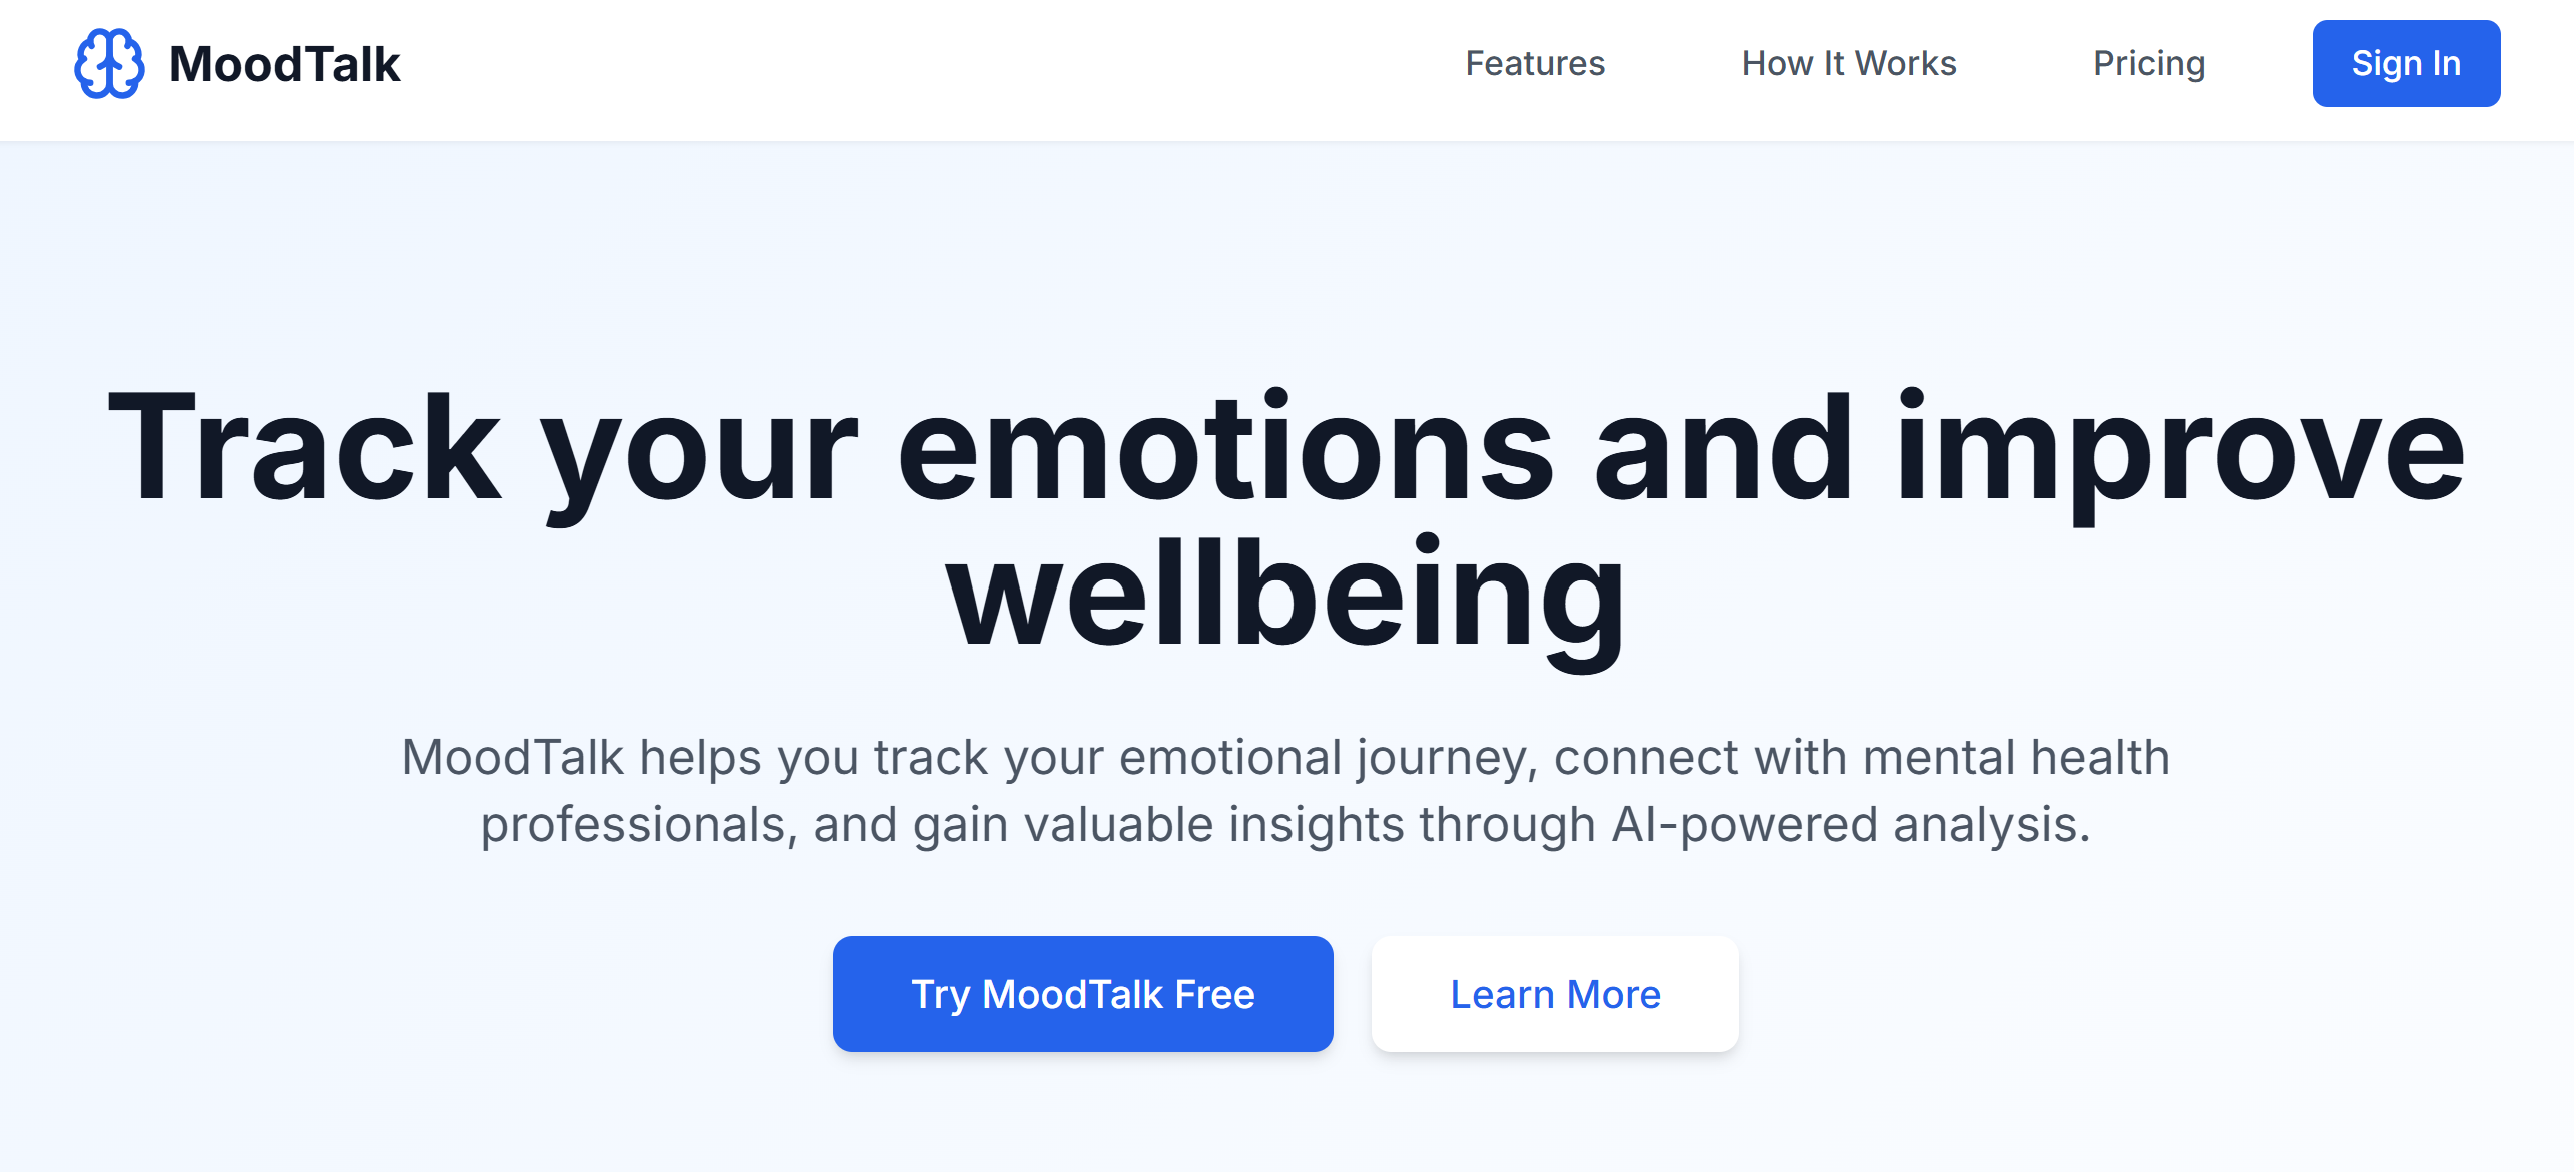 MoodTalk
Features
How It Works
Pricing
Sign In
Track your emotions and improve
wellbeing
MoodTalk helps you track your emotional journey, connect with mental health
professionals, and gain valuable insights through AI-powered analysis.
Try MoodTalk Free
Learn More